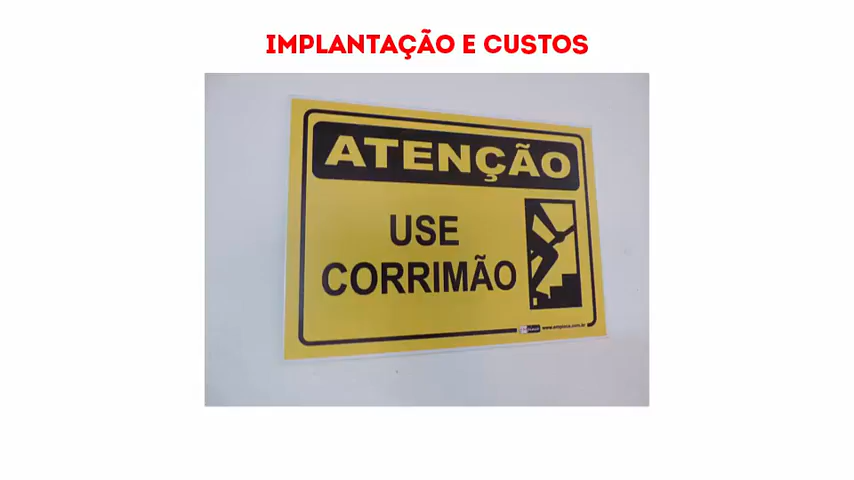 IMPLANTAÇÃO E CUSTOS
ATENÇÃO
USE
CORRIMÃO